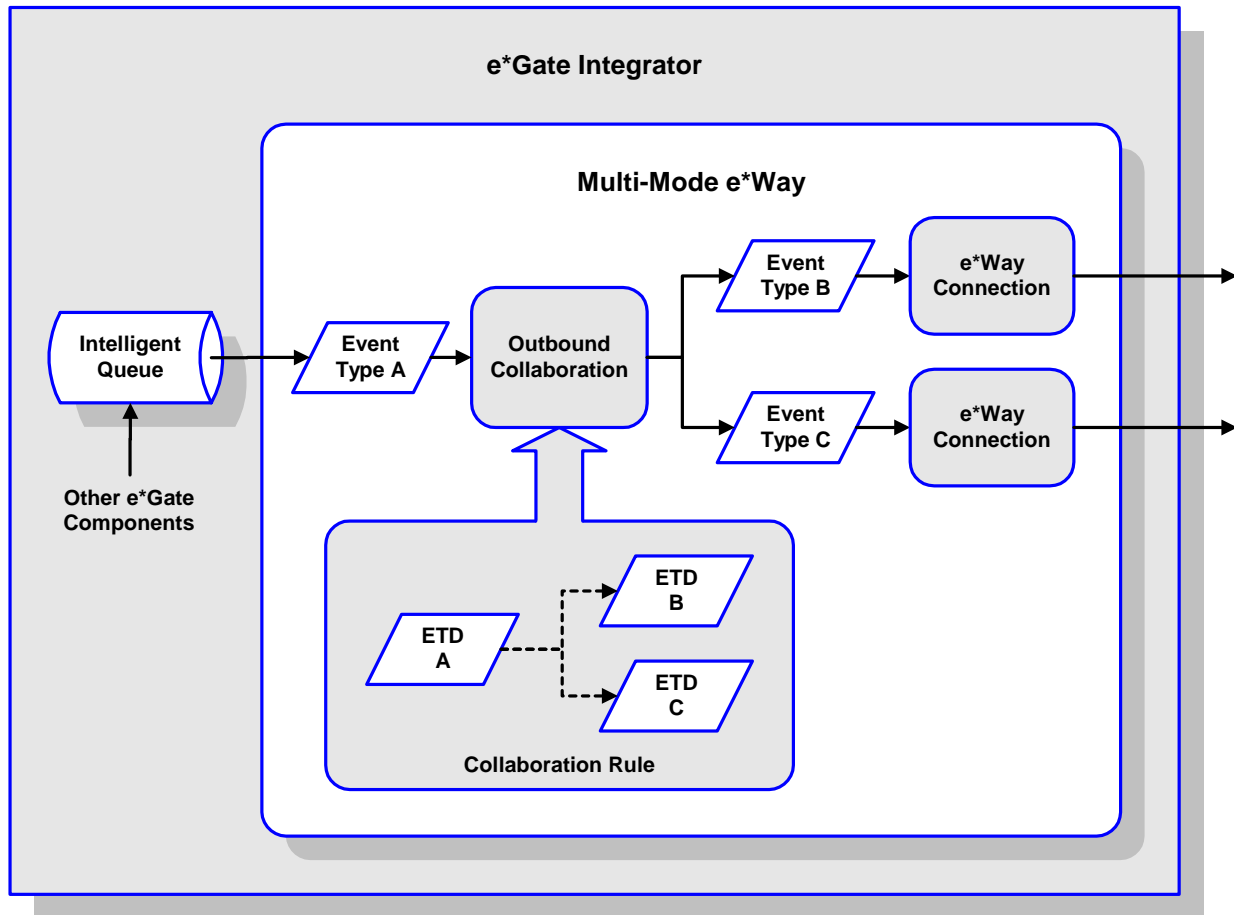 e*Gate Integrator
Multi-Mode e*Way
Intelligent
Queue
Event
Type A
Outbound
Collaboration
Event
Type B
e*Way
Connection
Event
Type C
e*Way
Connection
Other e*Gate
Components
ETD
A
ETD
B
ETD
C
Collaboration Rule